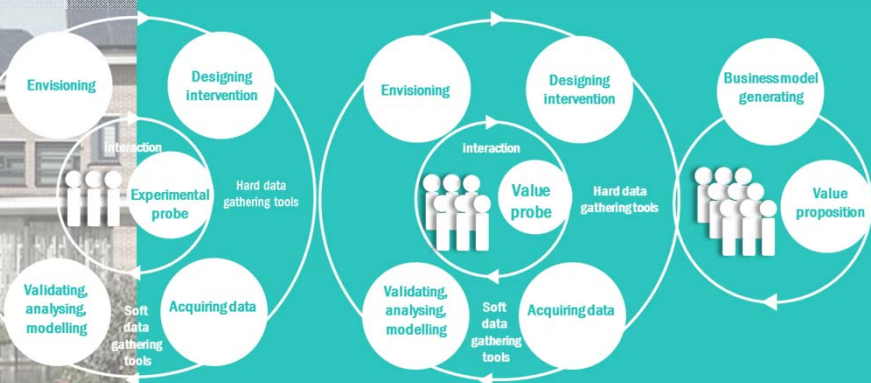 Envisioning
Designing
intervention
interaction
Experimental
probe
Hard data
gathering tools
Validating,
analysing,
modelling
Soft
data
gathering
tools
Acquiring data
Envisioning
Designing
intervention
interaction
Value
probe
Hard data
gathering tools
Validating,
analysing,
modelling
Soft
data
gathering
tools
Acquiring data
Businessmodel
generating
Value
proposition